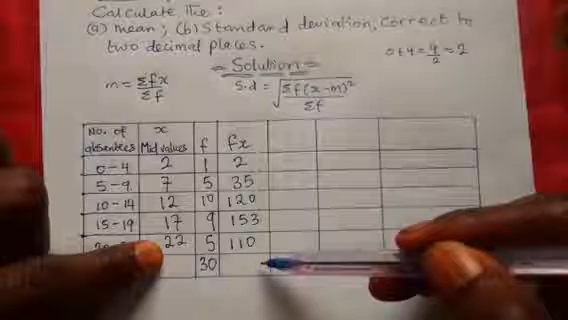 Calculate the:
(a) mean; (b) Standard deviation, correct to
two decimal places.
0+4=4/2=2
= Solution =
m = Σfx/Σf
S.d = √Σf(x-m)²/Σf
No. of absentees x Mid values f fx
0-4 2 1 2
5-9 7 5 35
10-14 12 10 120
15-19 17 9 153
22 5 110
30